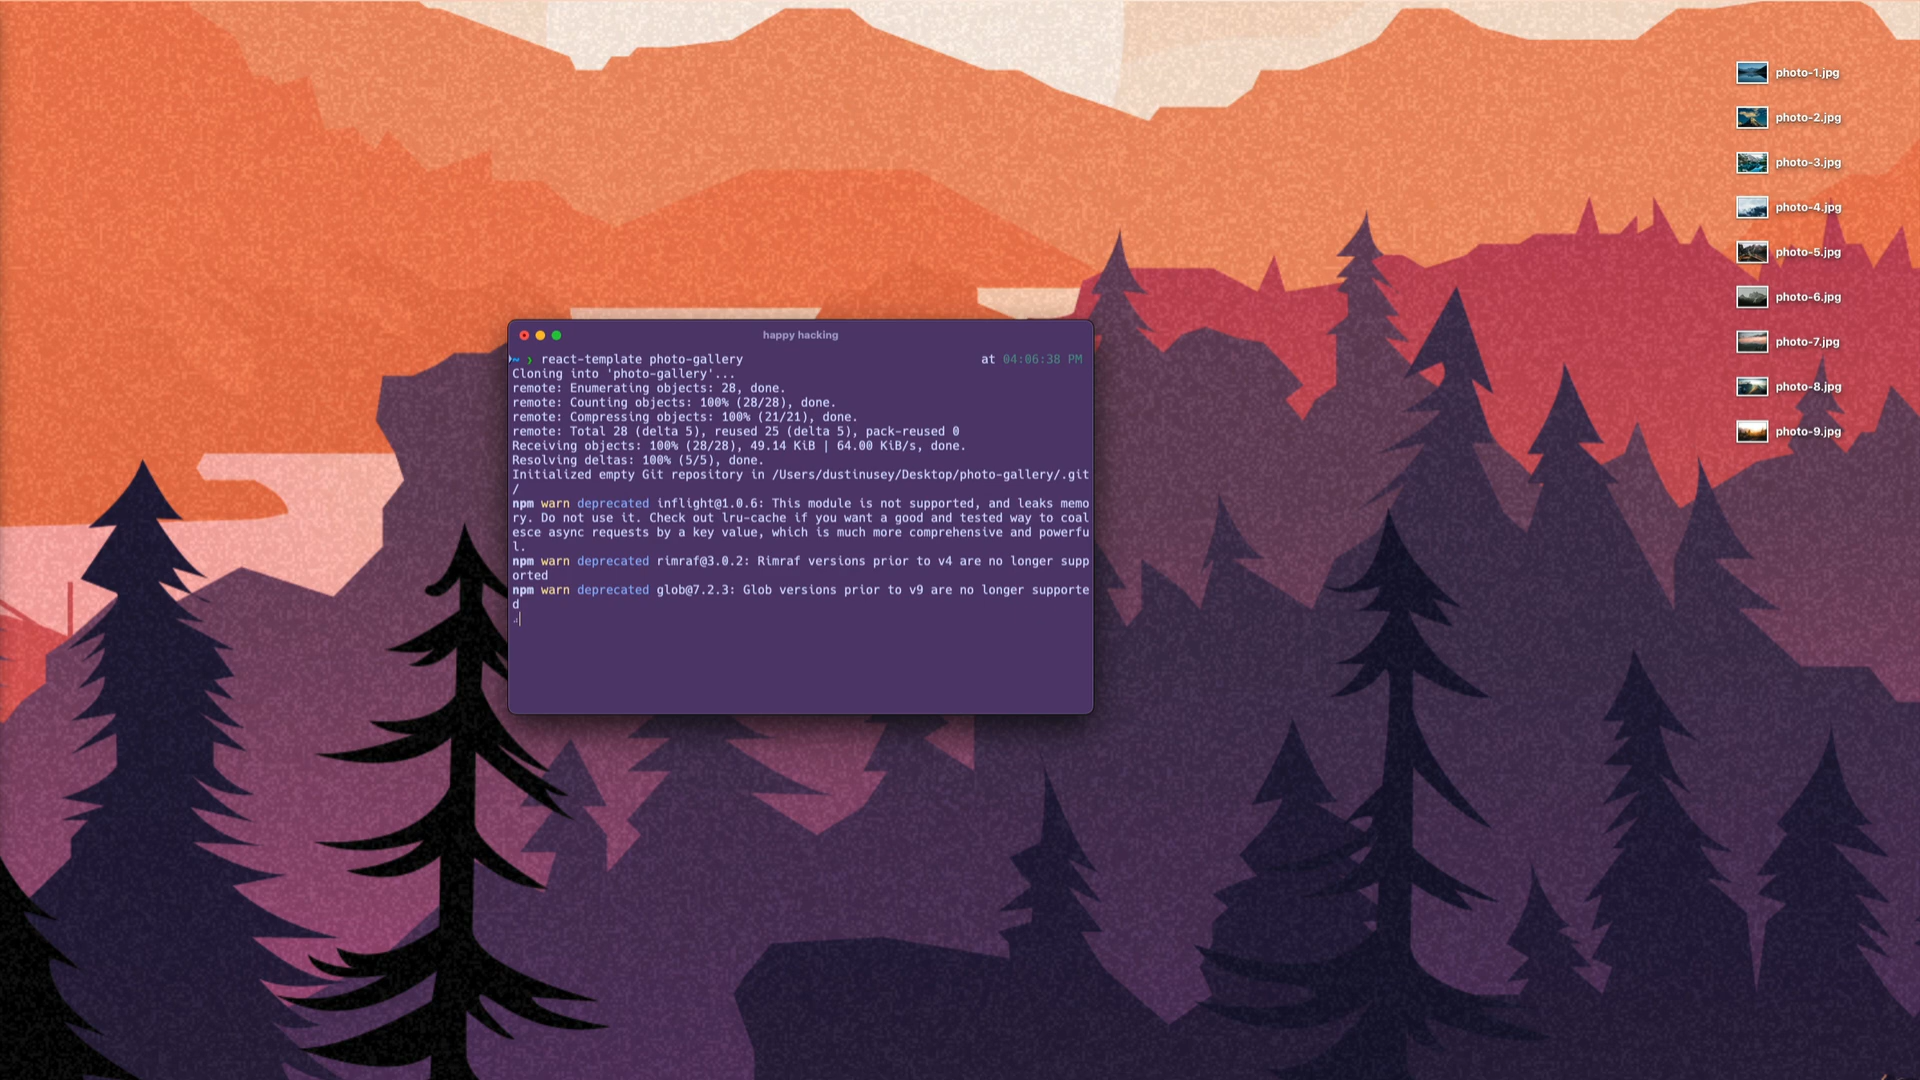 happy hacking
~ ❯ react-template photo-gallery at 04:06:38 PM
Cloning into 'photo-gallery'...
remote: Enumerating objects: 28, done.
remote: Counting objects: 100% (28/28), done.
remote: Compressing objects: 100% (21/21), done.
remote: Total 28 (delta 5), reused 25 (delta 5), pack-reused 0
Receiving objects: 100% (28/28), 49.14 KiB | 64.00 KiB/s, done.
Resolving deltas: 100% (5/5), done.
Initialized empty Git repository in /Users/dustinusey/Desktop/photo-gallery/.git
/
npm warn deprecated inflight@1.0.6: This module is not supported, and leaks memo
ry. Do not use it. Check out lru-cache if you want a good and tested way to coal
esce async requests by a key value, which is much more comprehensive and powerfu
l.
npm warn deprecated rimraf@3.0.2: Rimraf versions prior to v4 are no longer supp
orted
npm warn deprecated glob@7.2.3: Glob versions prior to v9 are no longer supporte
d
photo-1.jpg
photo-2.jpg
photo-3.jpg
photo-4.jpg
photo-5.jpg
photo-6.jpg
photo-7.jpg
photo-8.jpg
photo-9.jpg